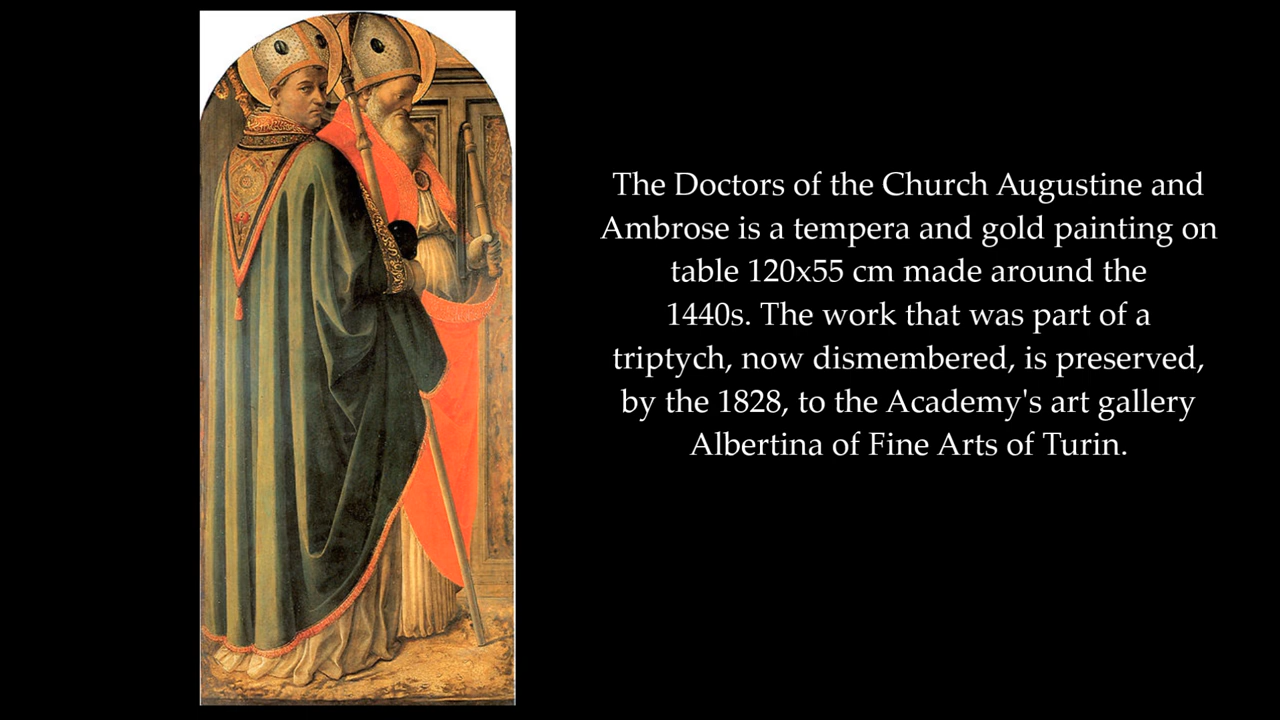 The Doctors of the Church Augustine and
Ambrose is a tempera and gold painting on
table 120x55 cm made around the
1440s. The work that was part of a
triptych, now dismembered, is preserved,
by the 1828, to the Academy's art gallery
Albertina of Fine Arts of Turin.